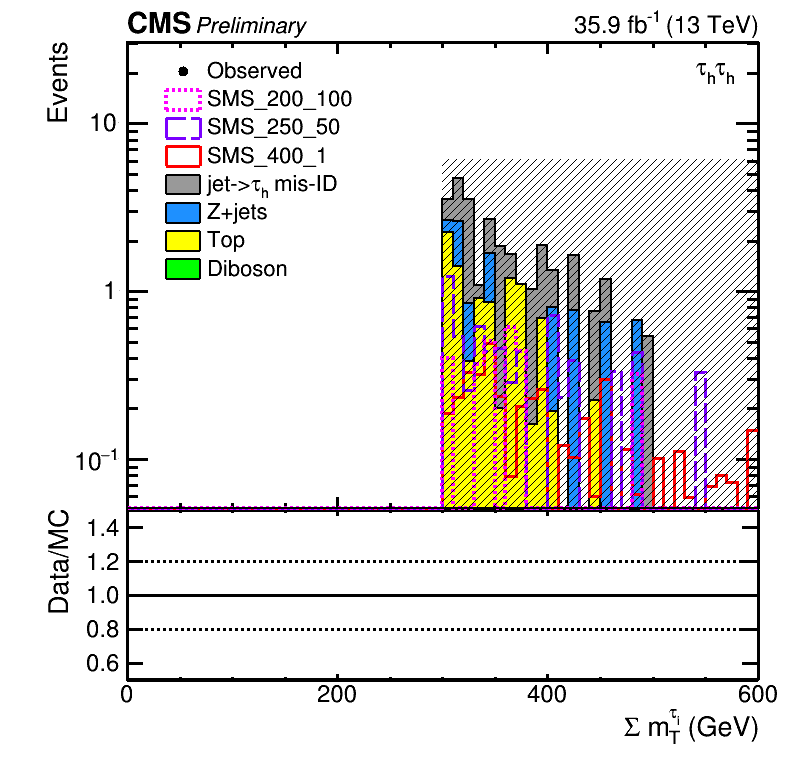 CMS Preliminary 35.9 fb⁻¹ (13 TeV)
Events
τₕτₕ
Observed
SMS_200_100
SMS_250_50
SMS_400_1
jet->τₕ mis-ID
Z+jets
Top
Diboson
10
1
10⁻¹
Data/MC
1.4
1.2
1.0
0.8
0.6
0 200 400 600
Σ m_T^{τ_i} (GeV)